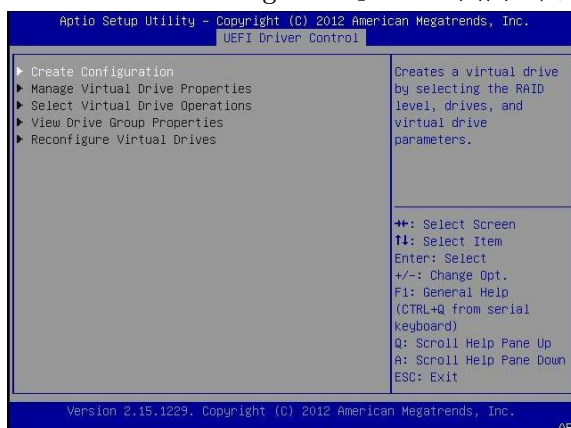 Aptio Setup Utility - Copyright (C) 2012 American Megatrends, Inc.
UEFI Driver Control
▶ Create Configuration
▶ Manage Virtual Drive Properties
▶ Select Virtual Drive Operations
▶ View Drive Group Properties
▶ Reconfigure Virtual Drives
Creates a virtual drive
by selecting the RAID
level, drives, and
virtual drive
parameters.
→←: Select Screen
↑↓: Select Item
Enter: Select
+/-: Change Opt.
F1: General Help
(CTRL+Q from serial
keyboard)
Q: Scroll Help Pane Up
A: Scroll Help Pane Down
ESC: Exit
Version 2.15.1229. Copyright (C) 2012 American Megatrends, Inc.